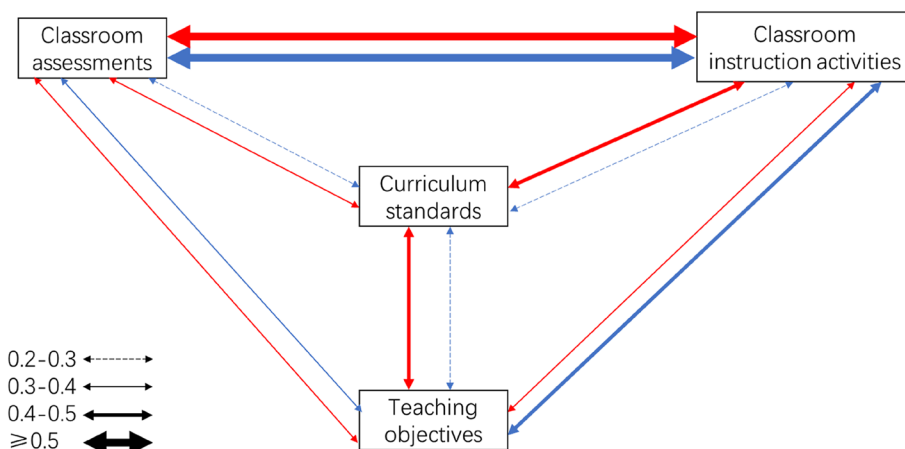 Classroom
assessments
Classroom
instruction activities
Curriculum
standards
Teaching
objectives
0.2-0.3
0.3-0.4
0.4-0.5
⩾0.5